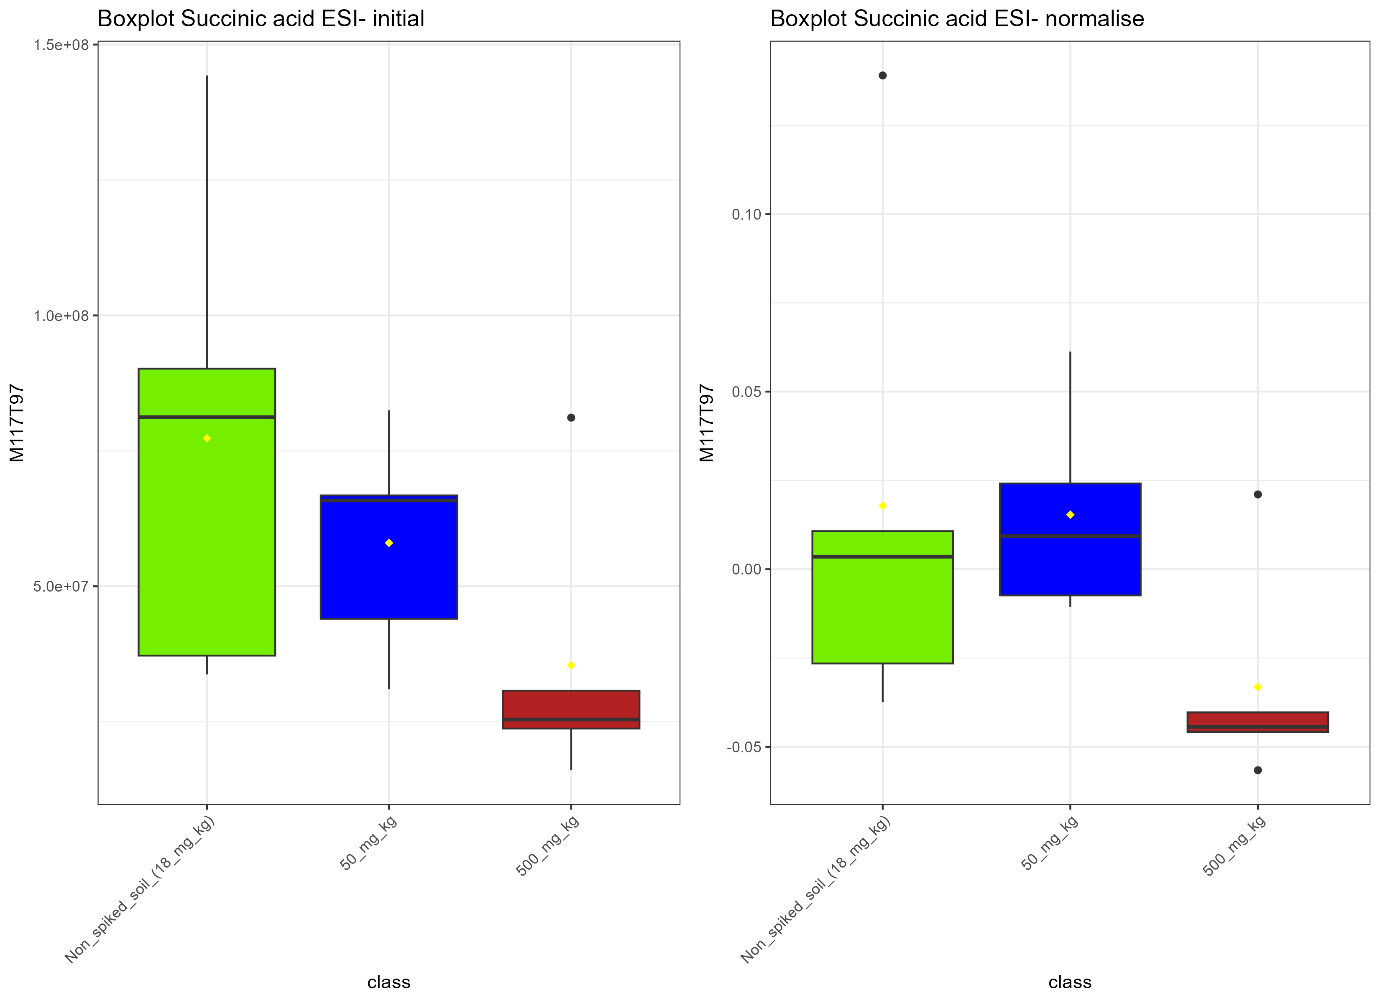 Boxplot Succinic acid ESI- initial
1.5e+08
1.0e+08
5.0e+07
M117T97
Non_spiked_soil_(18_mg_kg)
50_mg_kg
500_mg_kg
class
Boxplot Succinic acid ESI- normalise
0.10
0.05
0.00
-0.05
M117T97
Non_spiked_soil_(18_mg_kg)
50_mg_kg
500_mg_kg
class